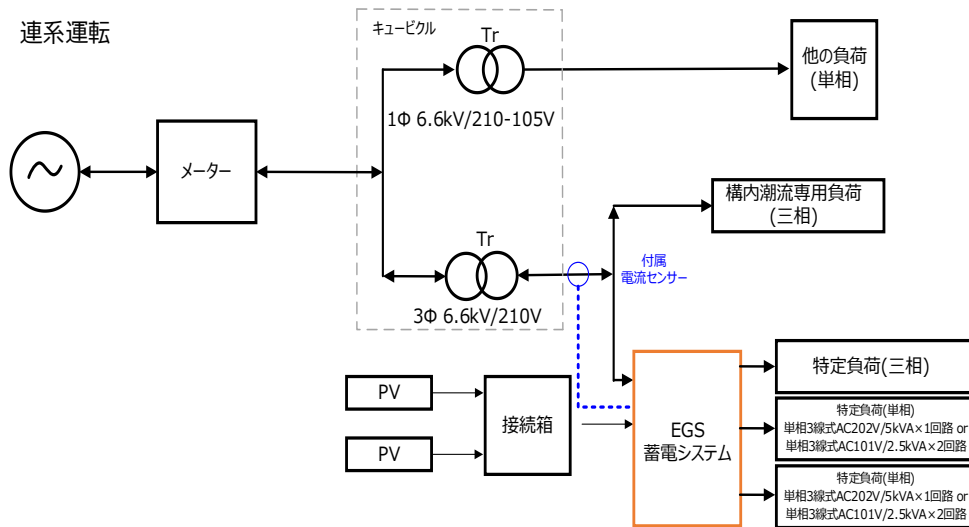 連系運転
キュービクル
Tr
1Φ 6.6kV/210-105V
他の負荷
(単相)
メーター
構内潮流専用負荷
(三相)
Tr
3Φ 6.6kV/210V
付属
電流センサー
PV
PV
接続箱
EGS
蓄電システム
特定負荷(三相)
特定負荷(単相)
単相3線式AC202V/5kVA×1回路 or
単相3線式AC101V/2.5kVA×2回路
特定負荷(単相)
単相3線式AC202V/5kVA×1回路 or
単相3線式AC101V/2.5kVA×2回路